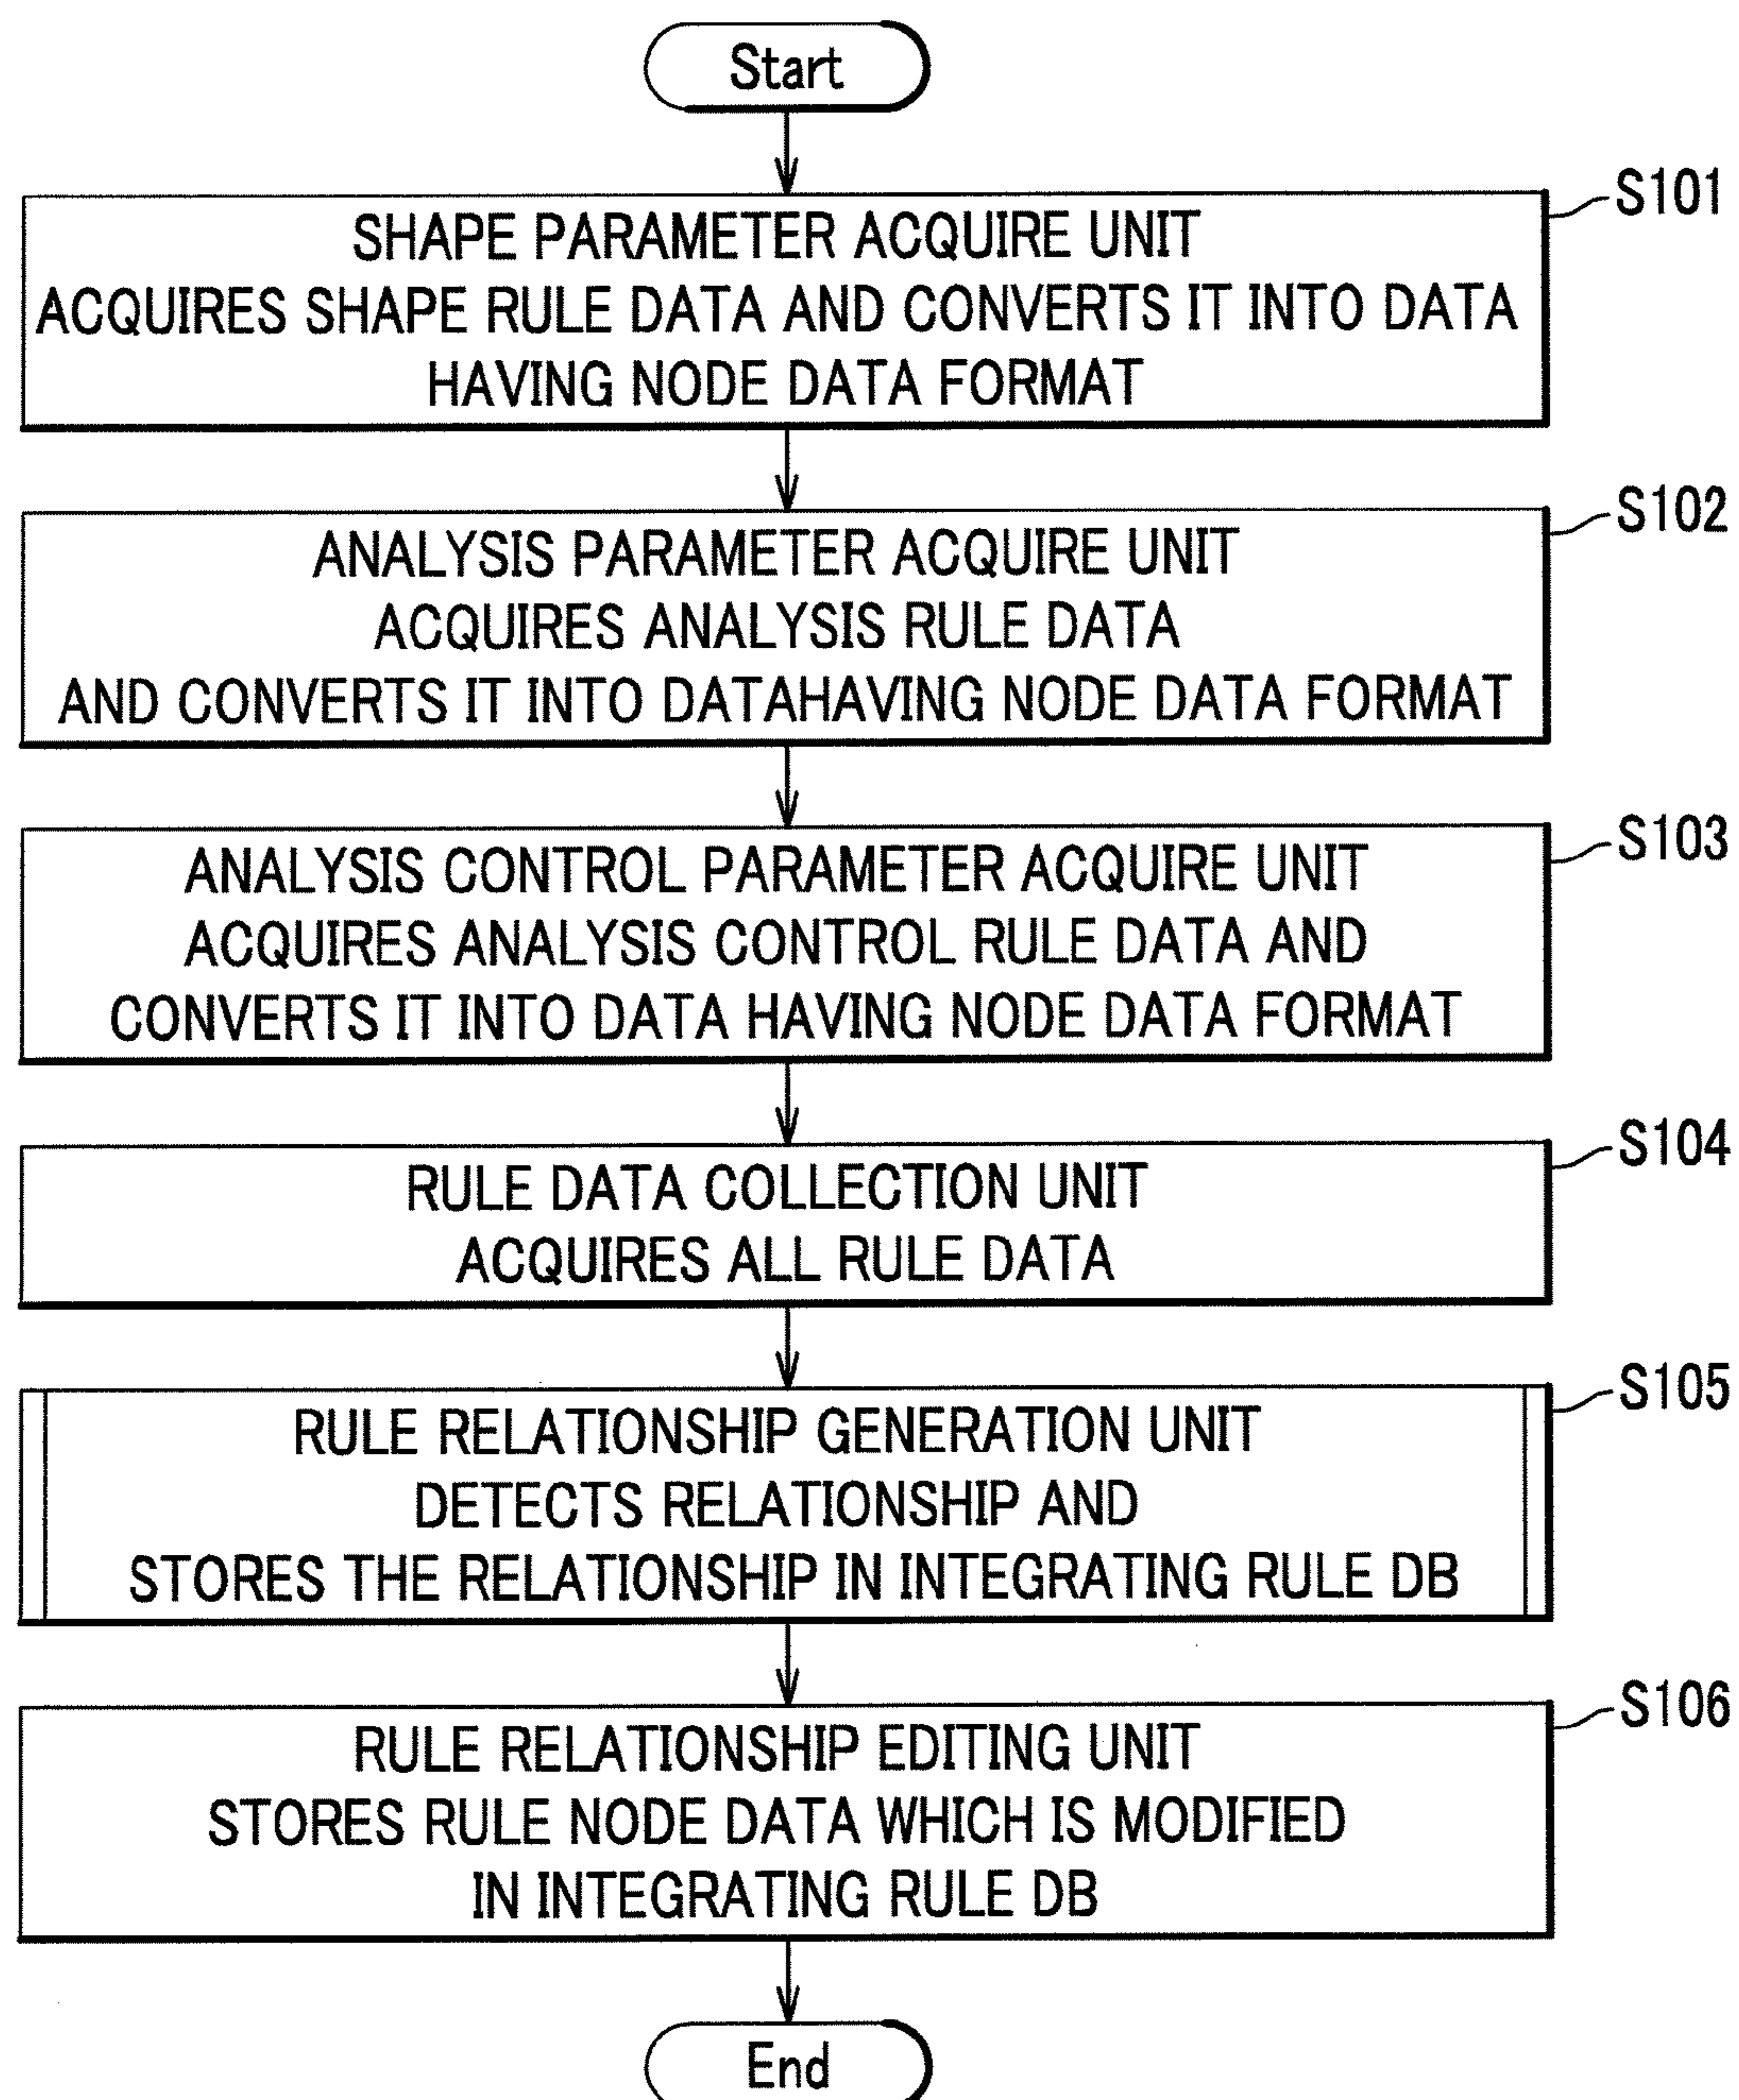 Start
S101
SHAPE PARAMETER ACQUIRE UNIT
ACQUIRES SHAPE RULE DATA AND CONVERTS IT INTO DATA
HAVING NODE DATA FORMAT
S102
ANALYSIS PARAMETER ACQUIRE UNIT
ACQUIRES ANALYSIS RULE DATA
AND CONVERTS IT INTO DATAHAVING NODE DATA FORMAT
S103
ANALYSIS CONTROL PARAMETER ACQUIRE UNIT
ACQUIRES ANALYSIS CONTROL RULE DATA AND
CONVERTS IT INTO DATA HAVING NODE DATA FORMAT
S104
RULE DATA COLLECTION UNIT
ACQUIRES ALL RULE DATA
S105
RULE RELATIONSHIP GENERATION UNIT
DETECTS RELATIONSHIP AND
STORES THE RELATIONSHIP IN INTEGRATING RULE DB
S106
RULE RELATIONSHIP EDITING UNIT
STORES RULE NODE DATA WHICH IS MODIFIED
IN INTEGRATING RULE DB
End